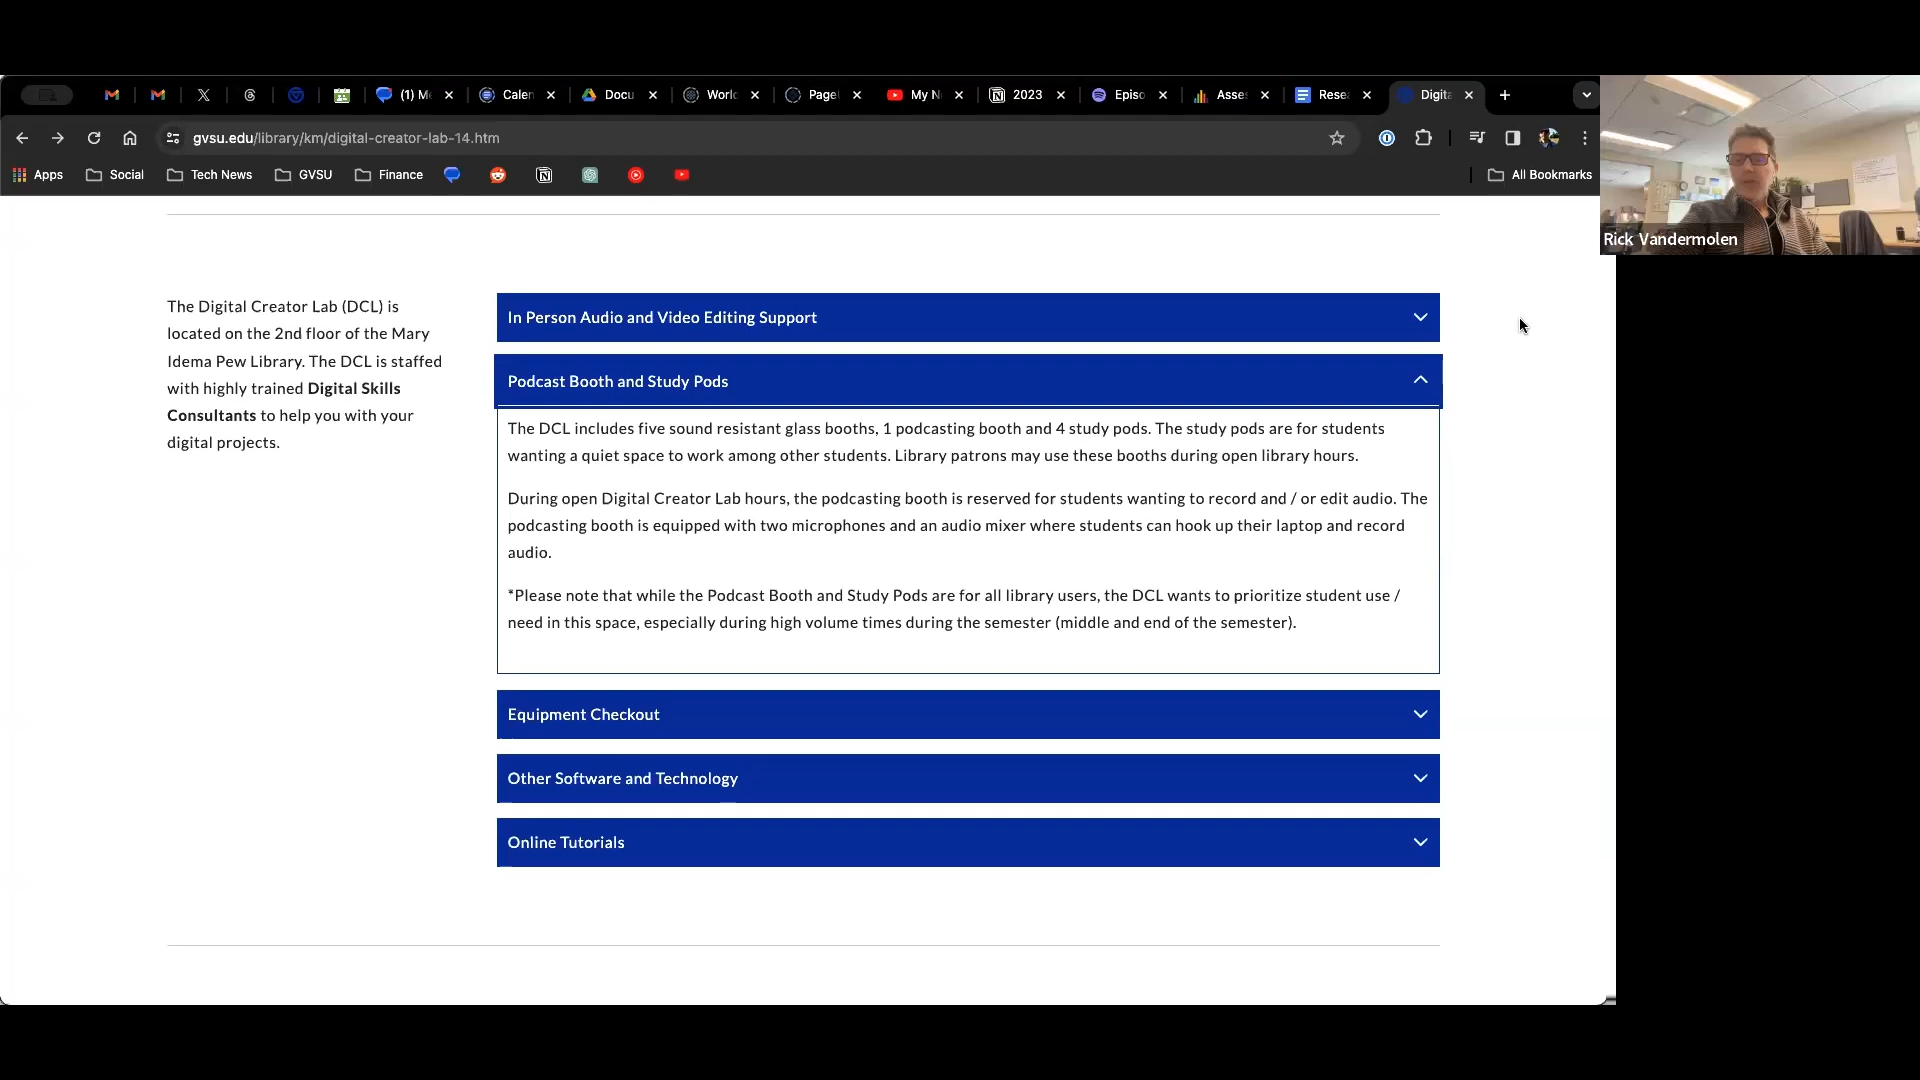 (1) Me
Calen
Docu
Worl
Page
My N
2023
Episo
Asse
Rese
Digita
gvsu.edu/library/km/digital-creator-lab-14.htm
Apps
Social
Tech News
GVSU
Finance
All Bookmarks
Rick Vandermolen
The Digital Creator Lab (DCL) is
located on the 2nd floor of the Mary
Idema Pew Library. The DCL is staffed
with highly trained Digital Skills
Consultants to help you with your
digital projects.
In Person Audio and Video Editing Support
Podcast Booth and Study Pods
The DCL includes five sound resistant glass booths, 1 podcasting booth and 4 study pods. The study pods are for students
wanting a quiet space to work among other students. Library patrons may use these booths during open library hours.
During open Digital Creator Lab hours, the podcasting booth is reserved for students wanting to record and / or edit audio. The
podcasting booth is equipped with two microphones and an audio mixer where students can hook up their laptop and record
audio.
*Please note that while the Podcast Booth and Study Pods are for all library users, the DCL wants to prioritize student use /
need in this space, especially during high volume times during the semester (middle and end of the semester).
Equipment Checkout
Other Software and Technology
Online Tutorials